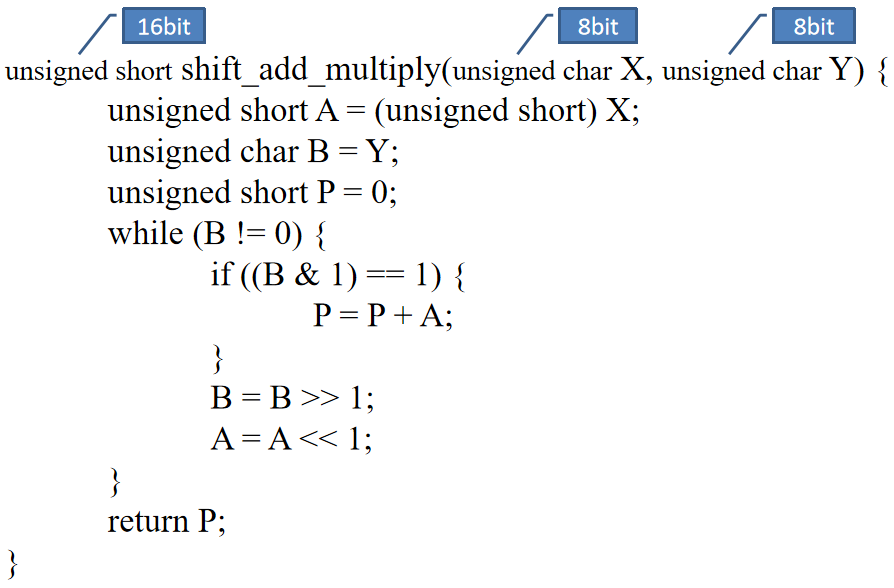 16bit 8bit 8bit
unsigned short shift_add_multiply(unsigned char X, unsigned char Y) {
unsigned short A = (unsigned short) X;
unsigned char B = Y;
unsigned short P = 0;
while (B != 0) {
if ((B & 1) == 1) {
P = P + A;
}
B = B >> 1;
A = A << 1;
}
return P;
}